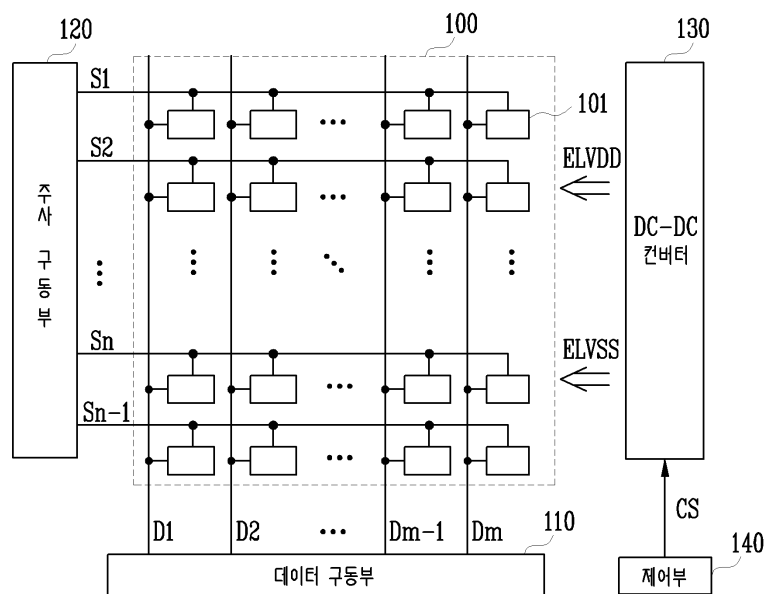 120
100
130
S1
101
S2
ELVDD
주사 구동부
DC-DC
컨버터
Sn
ELVSS
Sn-1
CS
D1 D2 Dm-1 Dm
110
140
데이터 구동부
제어부